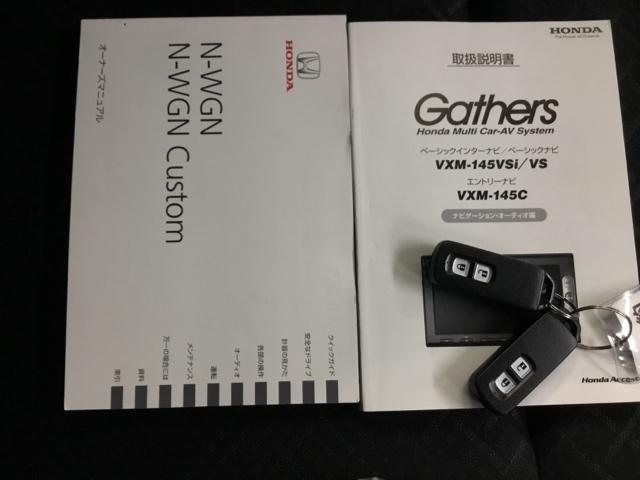 HONDA
N-WGN
N-WGN Custom
オーナーズマニュアル
クイックガイド
安全なドライブ
計器の見かた
各部の操作
オーディオ
運転
メンテナンス
万一の場合には
資料
索引
HONDA
The Power of Dreams
取扱説明書
Gathers
Honda Multi Car-AV System
ベーシックインターナビ/ベーシックナビ
VXM-145VSi/VS
エントリーナビ
VXM-145C
ナビゲーション・オーディオ編
Honda Access